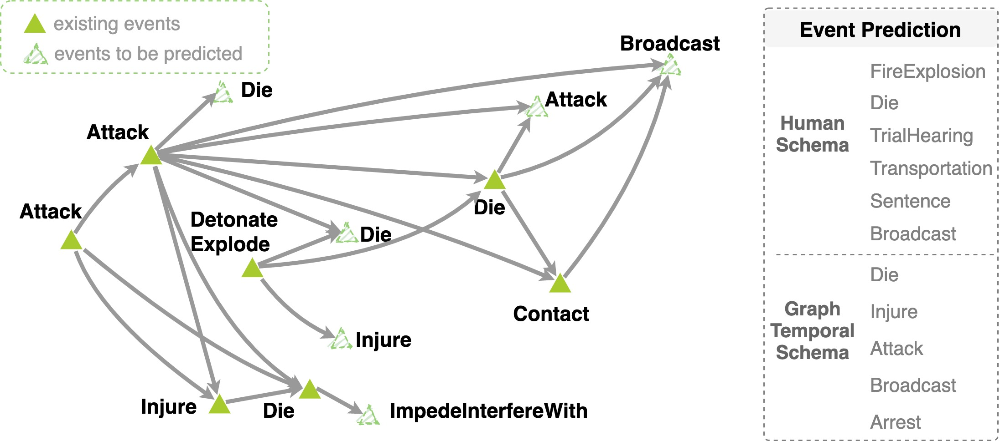 existing events
events to be predicted
Broadcast
Die
Attack
Attack
Attack
Die
Detonate
Explode
Die
Contact
Injure
Injure
Die
ImpedeInterfereWith
Event Prediction
Human
Schema
FireExplosion
Die
TrialHearing
Transportation
Sentence
Broadcast
Graph
Temporal
Schema
Die
Injure
Attack
Broadcast
Arrest